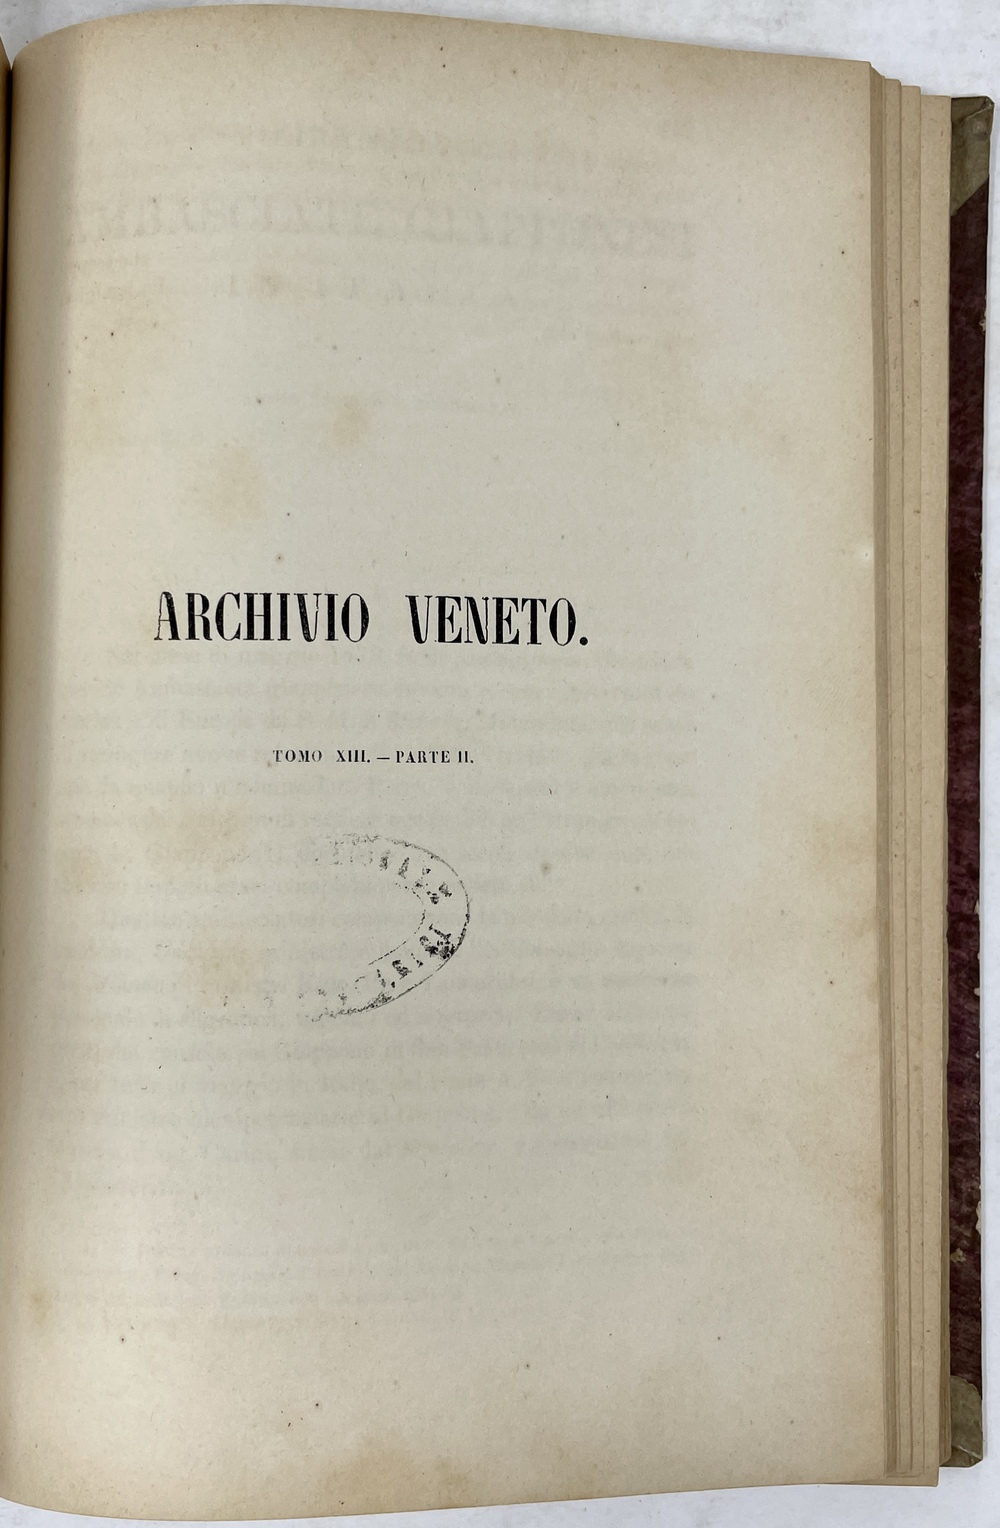 ARCHIVIO VENETO.
TOMO XIII. — PARTE II.